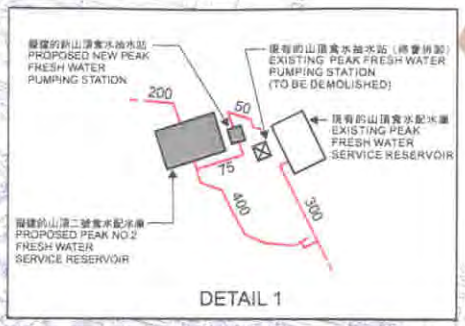 擬建的新山頂食水抽水站
PROPOSED NEW PEAK
FRESH WATER
PUMPING STATION
現有的山頂食水抽水站 (將會拆卸)
EXISTING PEAK FRESH WATER
PUMPING STATION
(TO BE DEMOLISHED)
200
50
現有的山頂食水配水庫
EXISTING PEAK
FRESH WATER
SERVICE RESERVOIR
75
400
300
擬建的山頂二號食水配水庫
PROPOSED PEAK NO.2
FRESH WATER
SERVICE RESERVOIR
DETAIL 1